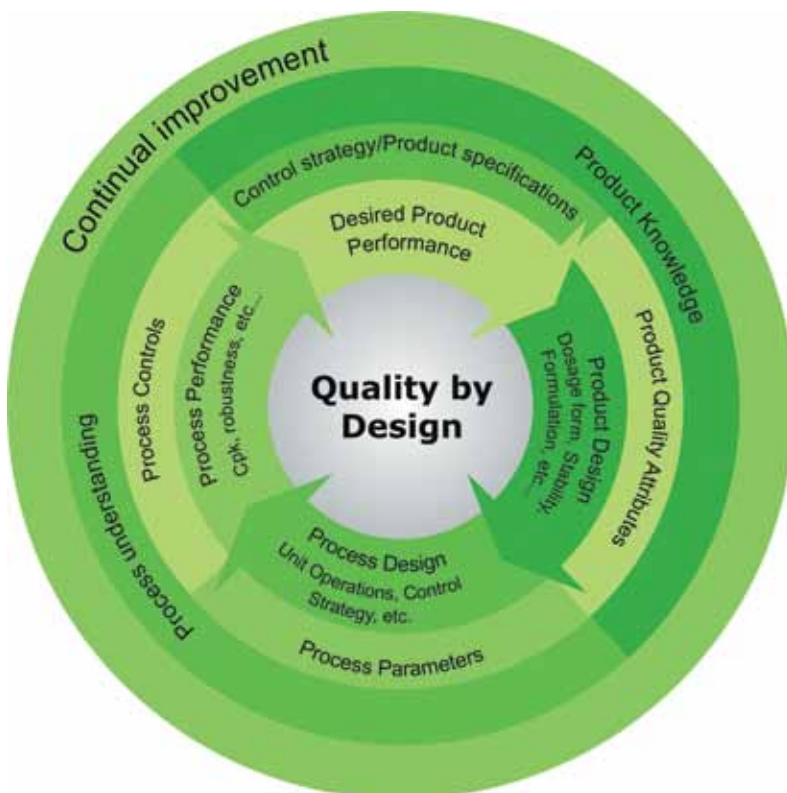 Continual improvement
Product Knowledge
Process understanding
Control strategy/Product specifications
Product Quality Attributes
Process Parameters
Process Controls
Desired Product
Performance
Product Design
Dosage form, Stability,
Formulation, etc...
Process Design
Unit Operations, Control
Strategy, etc.
Process Performance
Cpk, robustness, etc...
Quality by
Design